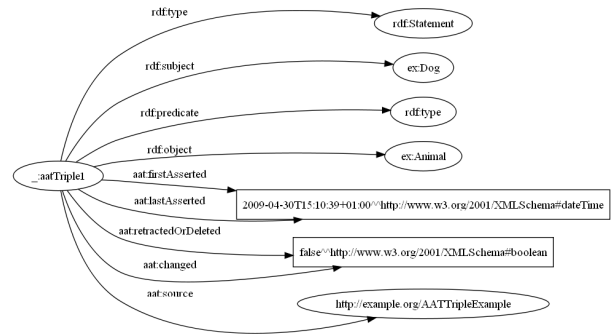 rdf:type
rdf:Statement
rdf:subject
ex:Dog
rdf:predicate
rdf:type
rdf:object
ex:Animal
_:aatTriple1
aat:firstAsserted
aat:lastAsserted
2009-04-30T15:10:39+01:00^^http://www.w3.org/2001/XMLSchema#dateTime
aat:retractedOrDeleted
false^^http://www.w3.org/2001/XMLSchema#boolean
aat:changed
aat:source
http://example.org/AATTripleExample